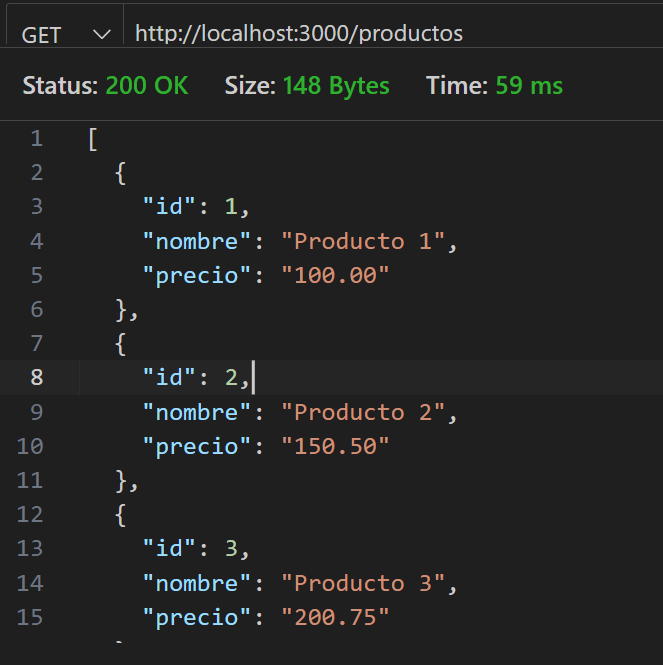 GET http://localhost:3000/productos
Status: 200 OK Size: 148 Bytes Time: 59 ms
1 [
2 {
3 "id": 1,
4 "nombre": "Producto 1",
5 "precio": "100.00"
6 },
7 {
8 "id": 2,
9 "nombre": "Producto 2",
10 "precio": "150.50"
11 },
12 {
13 "id": 3,
14 "nombre": "Producto 3",
15 "precio": "200.75"